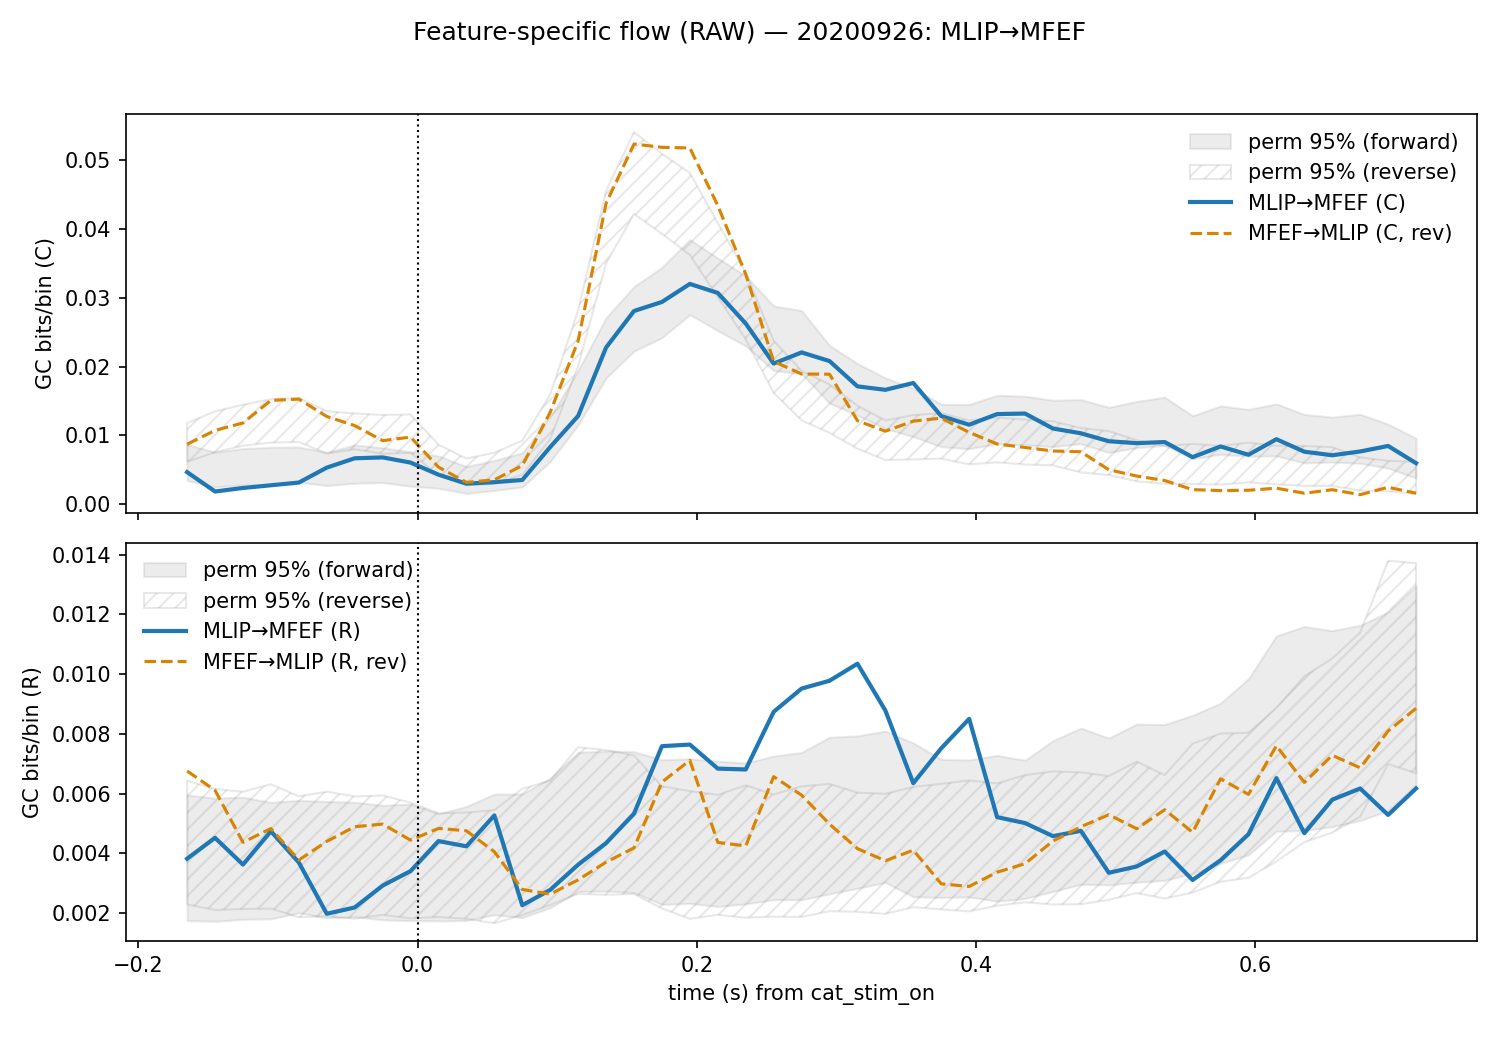 Feature-specific flow (RAW) — 20200926: MLIP→MFEF
GC bits/bin (C)
0.05
0.04
0.03
0.02
0.01
0.00
perm 95% (forward)
perm 95% (reverse)
MLIP→MFEF (C)
MFEF→MLIP (C, rev)
GC bits/bin (R)
0.014
0.012
0.010
0.008
0.006
0.004
0.002
perm 95% (forward)
perm 95% (reverse)
MLIP→MFEF (R)
MFEF→MLIP (R, rev)
−0.2 0.0 0.2 0.4 0.6
time (s) from cat_stim_on